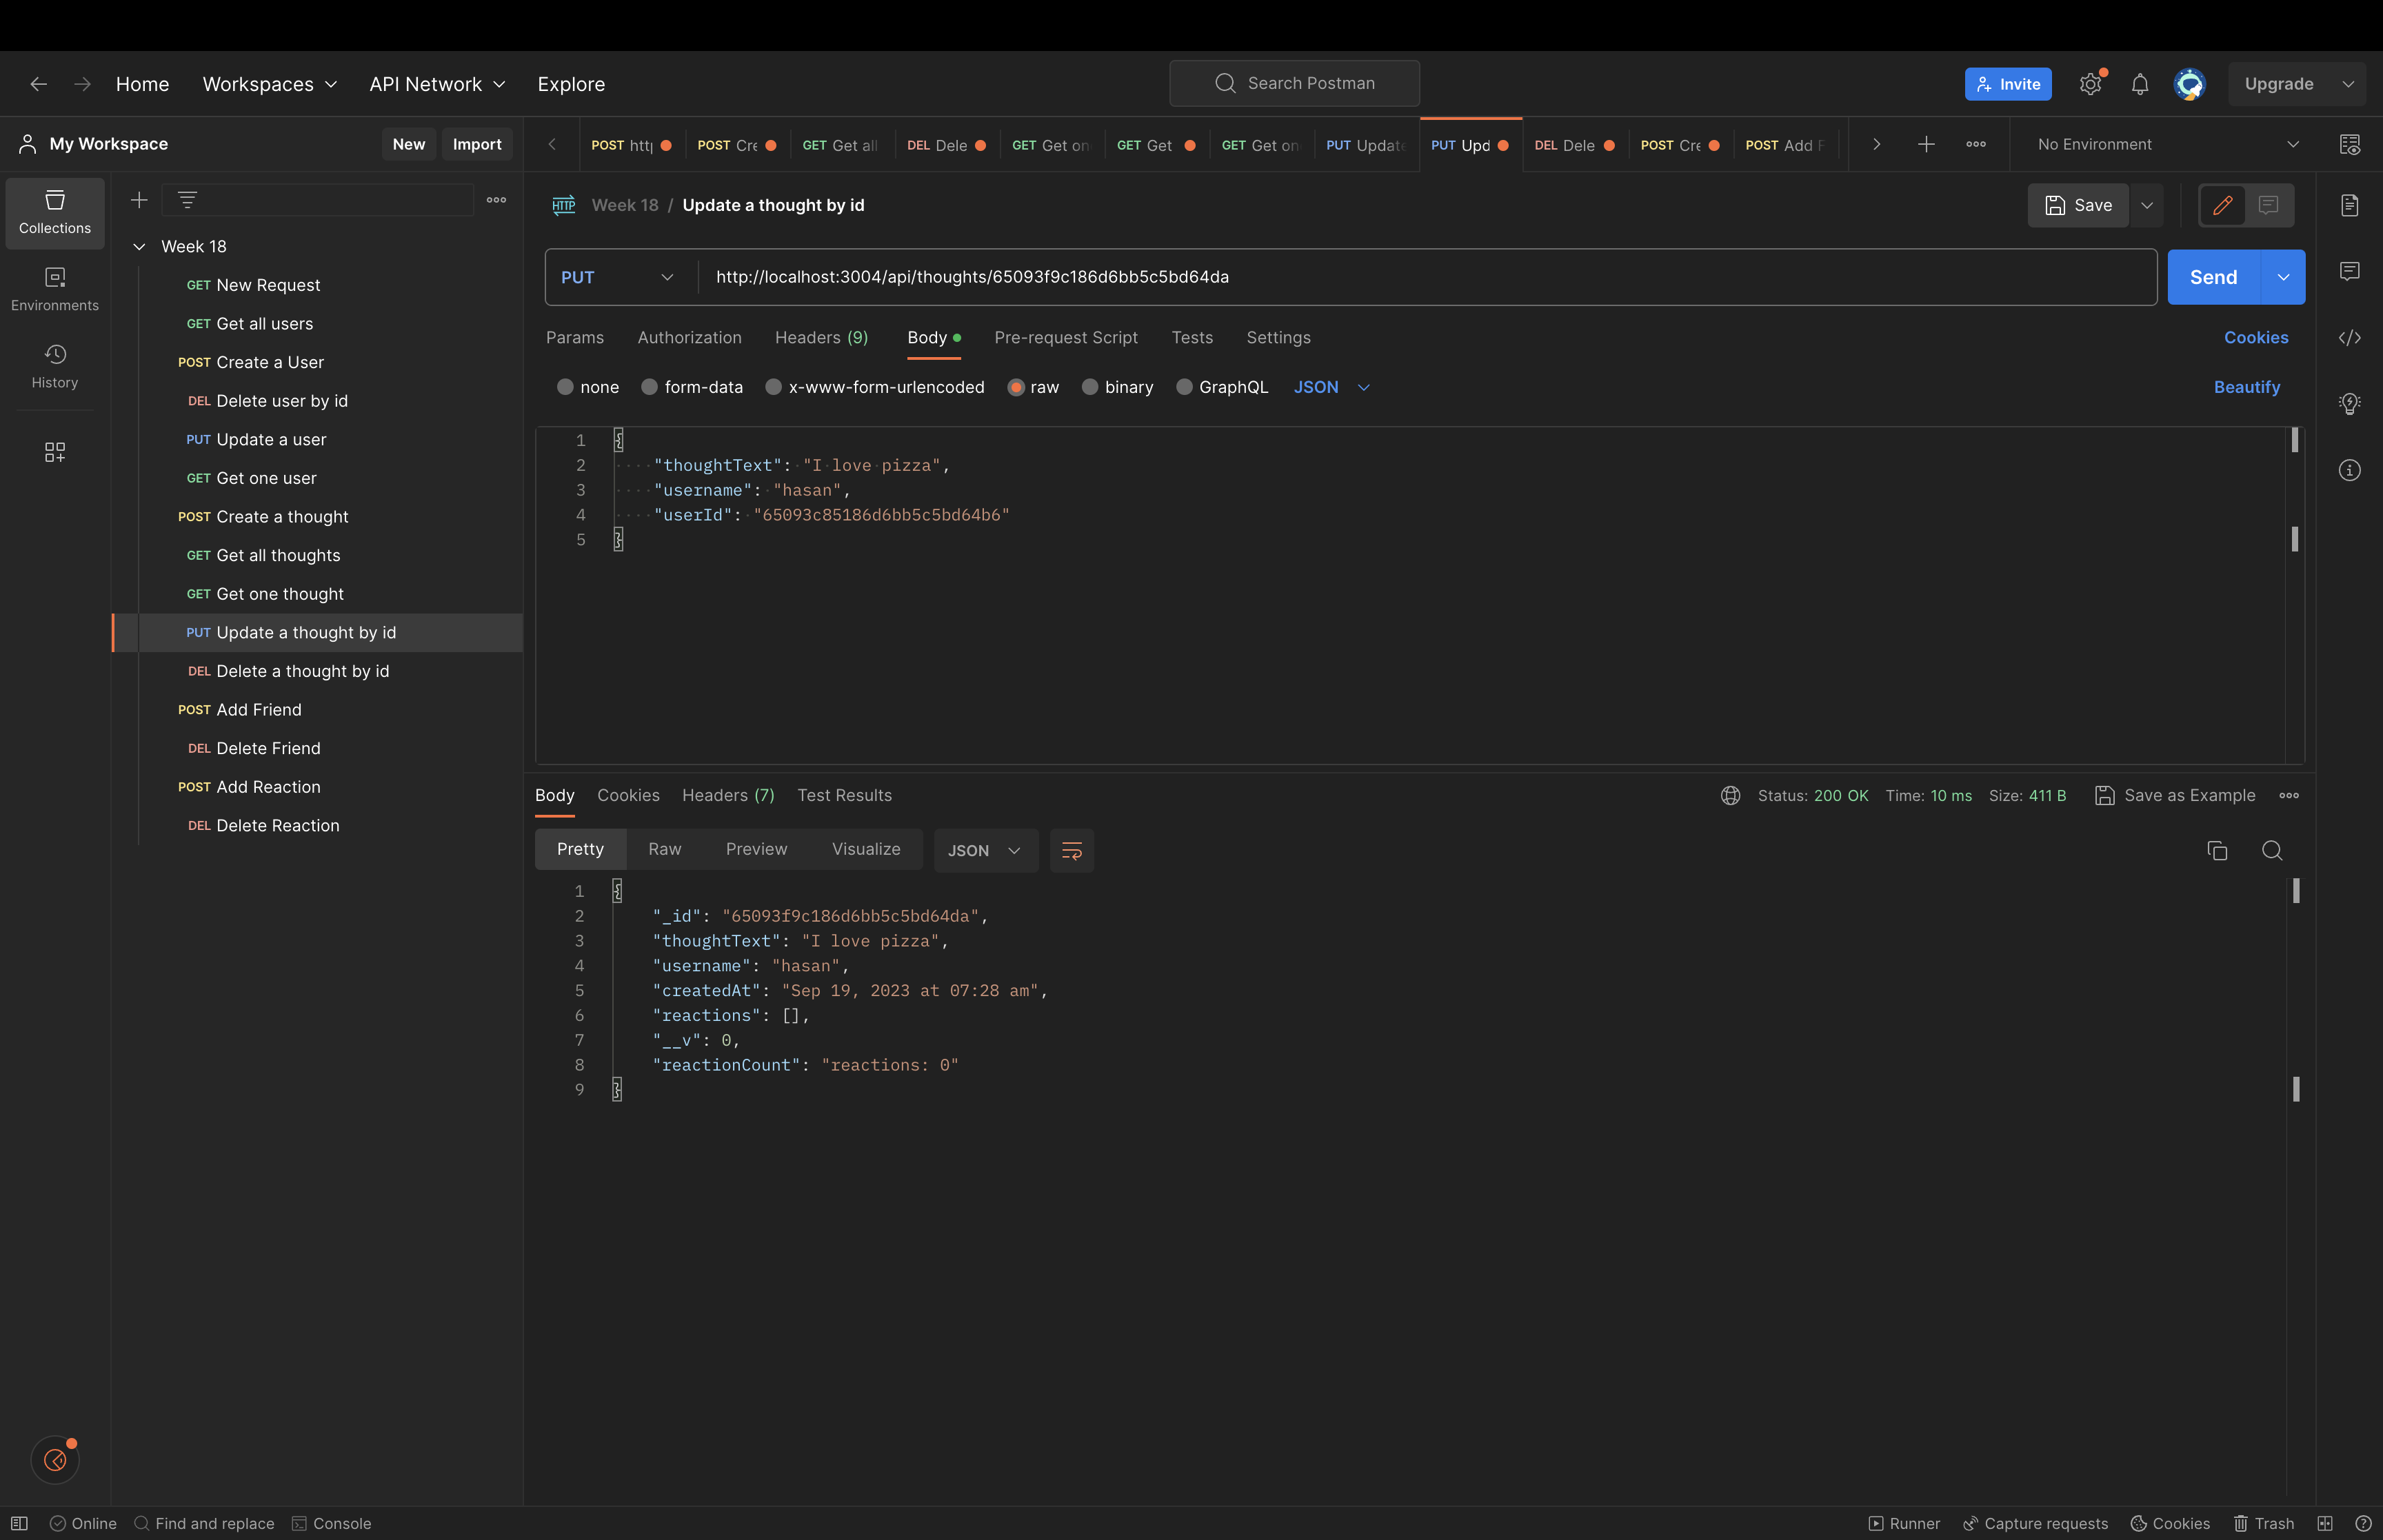 Home Workspaces API Network Explore Search Postman Invite Upgrade
My Workspace New Import
POST htt POST Cre GET Get all DEL Dele GET Get on GET Get GET Get on PUT Update PUT Upd DEL Dele POST Cre POST Add F No Environment
Collections
Environments
History
Week 18
GET New Request
GET Get all users
POST Create a User
DEL Delete user by id
PUT Update a user
GET Get one user
POST Create a thought
GET Get all thoughts
GET Get one thought
PUT Update a thought by id
DEL Delete a thought by id
POST Add Friend
DEL Delete Friend
POST Add Reaction
DEL Delete Reaction
HTTP Week 18 / Update a thought by id Save
PUT http://localhost:3004/api/thoughts/65093f9c186d6bb5c5bd64da Send
Params Authorization Headers (9) Body Pre-request Script Tests Settings Cookies
none form-data x-www-form-urlencoded raw binary GraphQL JSON Beautify
1 {
2 "thoughtText": "I love pizza",
3 "username": "hasan",
4 "userId": "65093c85186d6bb5c5bd64b6"
5 }
Body Cookies Headers (7) Test Results Status: 200 OK Time: 10 ms Size: 411 B Save as Example
Pretty Raw Preview Visualize JSON
1 {
2 "_id": "65093f9c186d6bb5c5bd64da",
3 "thoughtText": "I love pizza",
4 "username": "hasan",
5 "createdAt": "Sep 19, 2023 at 07:28 am",
6 "reactions": [],
7 "__v": 0,
8 "reactionCount": "reactions: 0"
9 }
Online Find and replace Console Runner Capture requests Cookies Trash